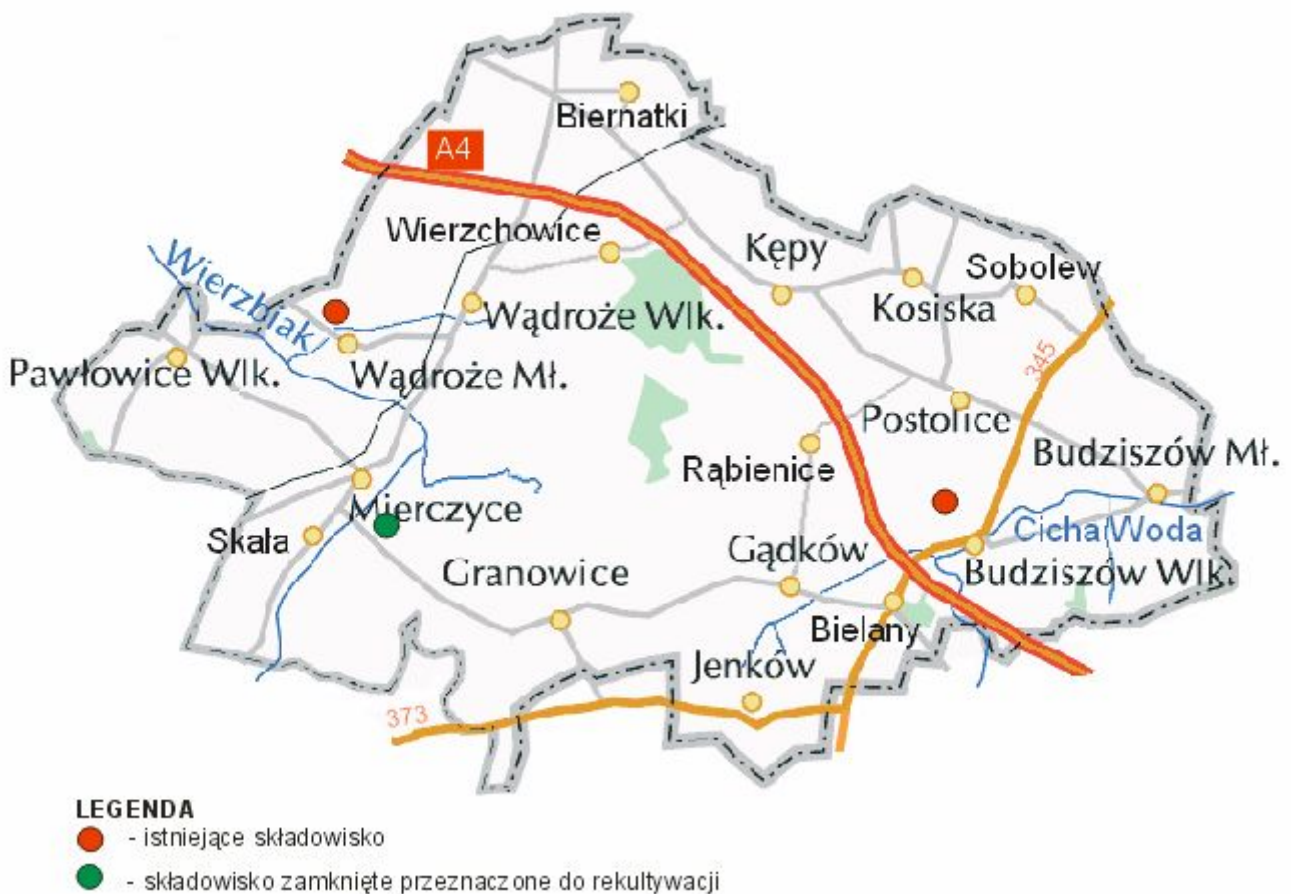 Biernatki
A4
Wierzchowice
Kępy
Sobolew
Wierzbiak
Kosiska
Wądroże Wlk.
345
Pawłowice Wlk.
Wądroże Mł.
Postolice
Rąbienice
Budziszów Mł.
Mierczyce
Skała
Cicha Woda
Gądków
Granowice
Budziszów Wlk.
Bielany
Jenków
373
LEGENDA
- istniejące składowisko
- składowisko zamknięte przeznaczone do rekultywacji